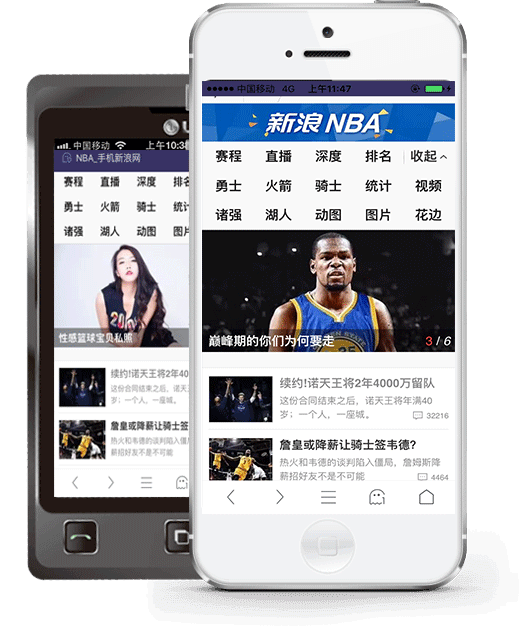 中国移动 上午10:38
NBA_手机新浪网
赛程 直播 深度 排名
勇士 火箭 骑士 统计
诸强 湖人 动图 图片
性感篮球宝贝私照
续约!诺天王将2年40
这份合同结束之后，诺天王
岁；一个人，一座城。
詹皇或降薪让骑士签
热火和韦德的谈判陷入
薪招好友不是不可能
中国移动 4G 上午11:47
新浪 NBA
赛程 直播 深度 排名 收起
勇士 火箭 骑士 统计 视频
诸强 湖人 动图 图片 花边
巅峰期的你们为何要走 3 / 6
续约!诺天王将2年4000万留队
这份合同结束之后，诺天王将年满40
岁；一个人，一座城。 32216
詹皇或降薪让骑士签韦德?
热火和韦德的谈判陷入僵局，詹姆斯降
薪招好友不是不可能 4464